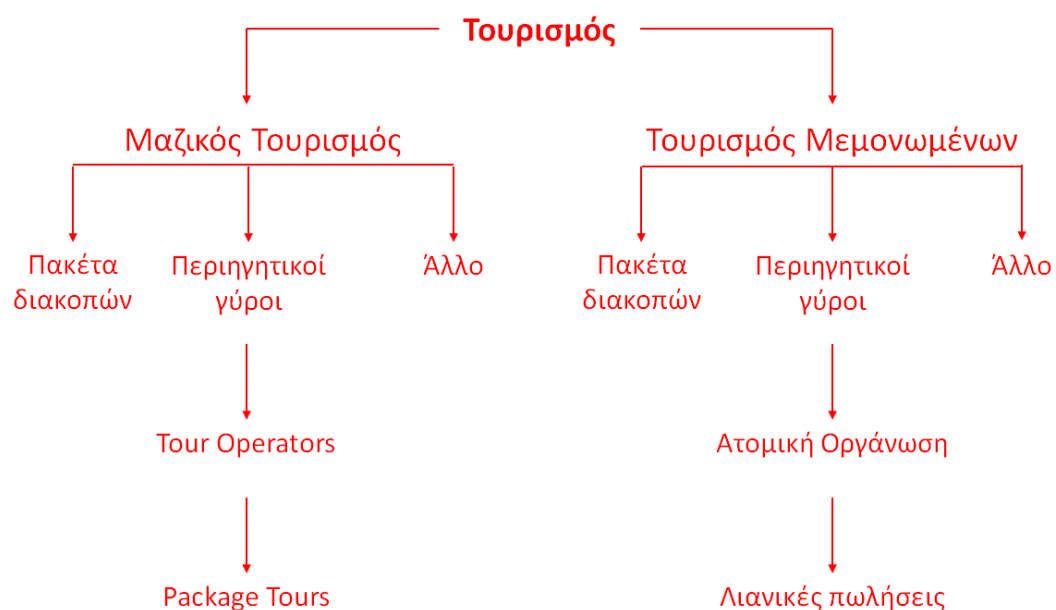 Τουρισμός
Μαζικός Τουρισμός
Τουρισμός Μεμονωμένων
Πακέτα
διακοπών
Περιηγητικοί
γύροι
Άλλο
Πακέτα
διακοπών
Περιηγητικοί
γύροι
Άλλο
Tour Operators
Ατομική Οργάνωση
Package Tours
Λιανικές πωλήσεις